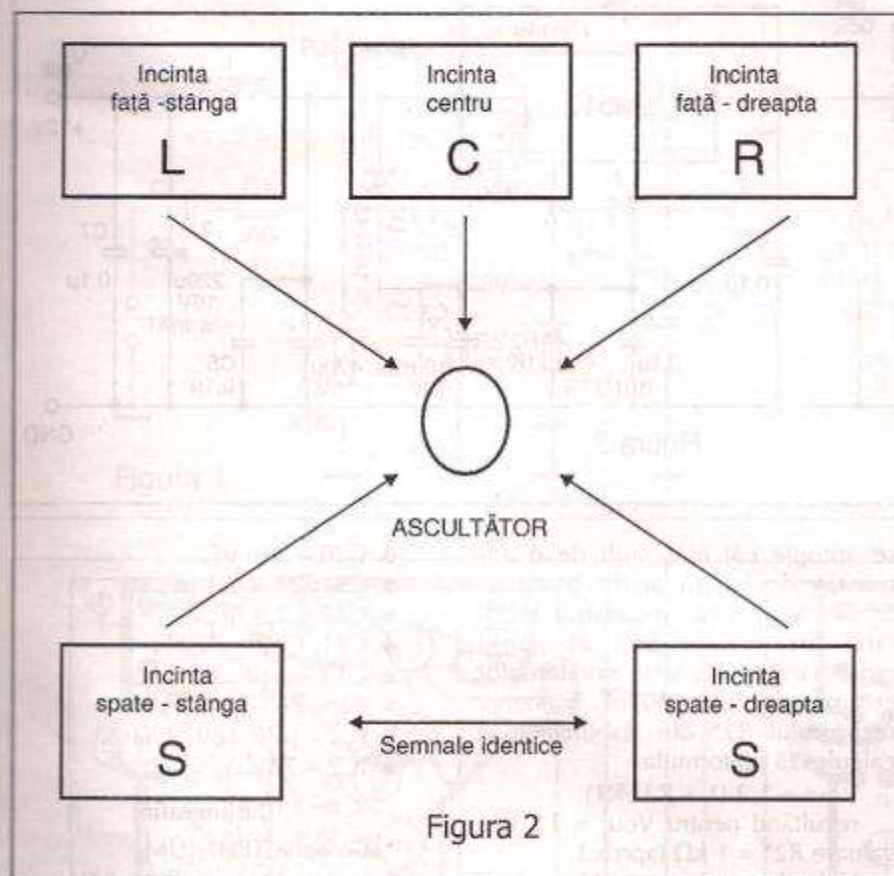 Incinta
față -stânga
L
Incinta
centru
C
Incinta
față - dreapta
R
ASCULTĂTOR
Incinta
spate - stânga
S
Semnale identice
Incinta
spate - dreapta
S
Figura 2